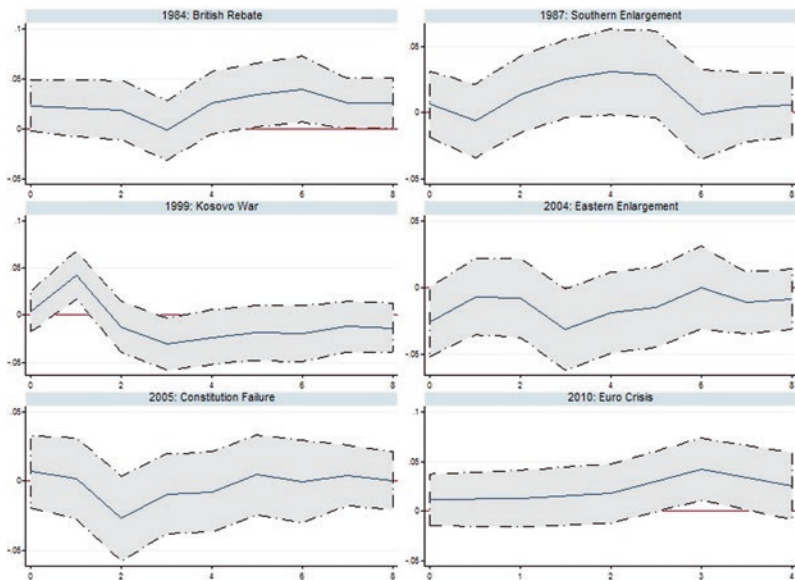 1984: British Rebate
.1
.05
0
-.05
0 2 4 6 8
1987: Southern Enlargement
.05
0
-.05
0 2 4 6 8
1999: Kosovo War
.1
.05
0
-.05
0 2 4 6 8
2004: Eastern Enlargement
0
-.05
0 2 4 6 8
2005: Constitution Failure
.05
0
-.05
0 2 4 6 8
2010: Euro Crisis
.1
.05
0
-.05
0 1 2 3 4